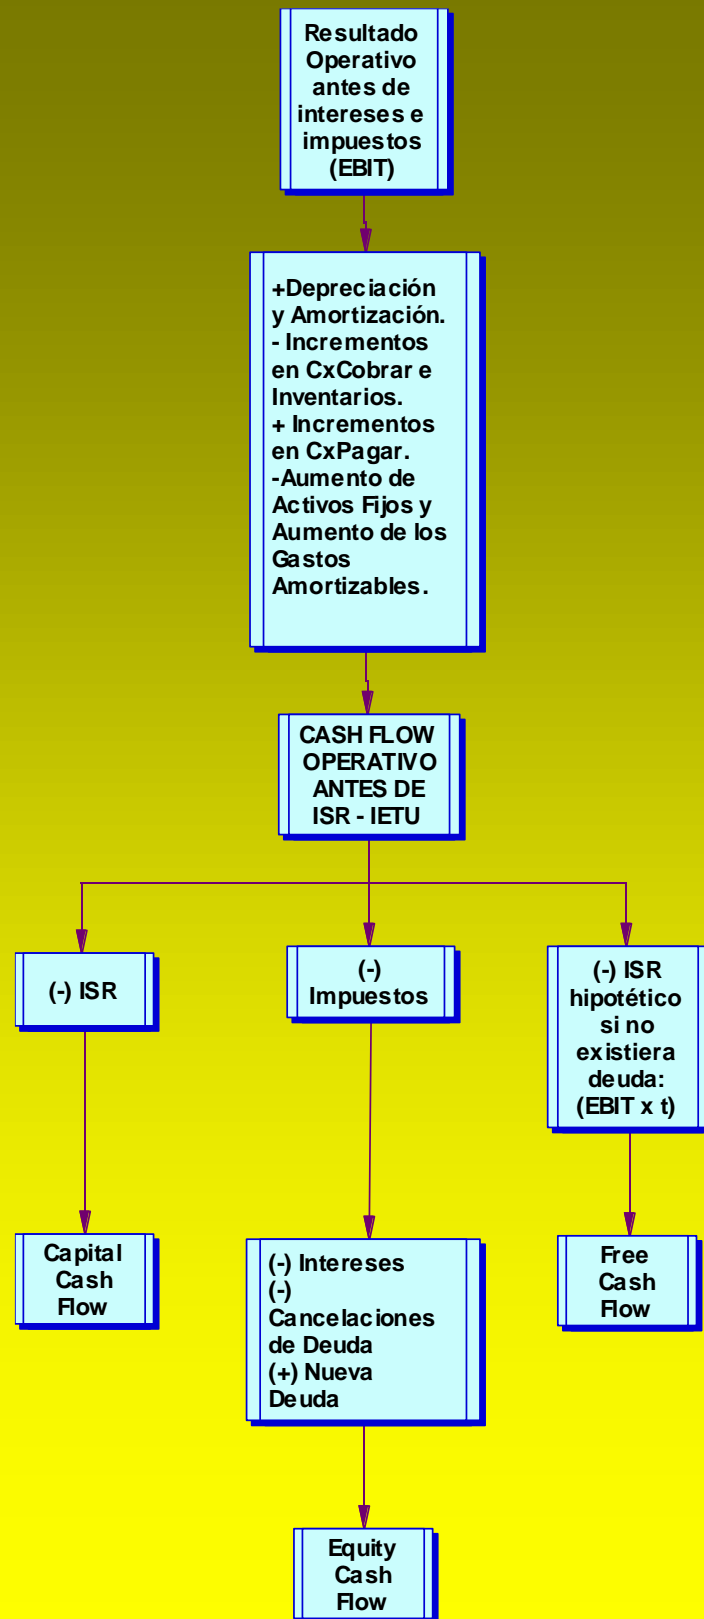 Resultado
Operativo
antes de
intereses e
impuestos
(EBIT)
+Depreciación
y Amortización.
- Incrementos
en CxCobrar e
Inventarios.
+ Incrementos
en CxPagar.
-Aumento de
Activos Fijos y
Aumento de los
Gastos
Amortizables.
CASH FLOW
OPERATIVO
ANTES DE
ISR - IETU
(-) ISR
(-)
Impuestos
(-) ISR
hipotético
si no
existiera
deuda:
(EBIT x t)
Capital
Cash
Flow
(-) Intereses
(-)
Cancelaciones
de Deuda
(+) Nueva
Deuda
Free
Cash
Flow
Equity
Cash
Flow